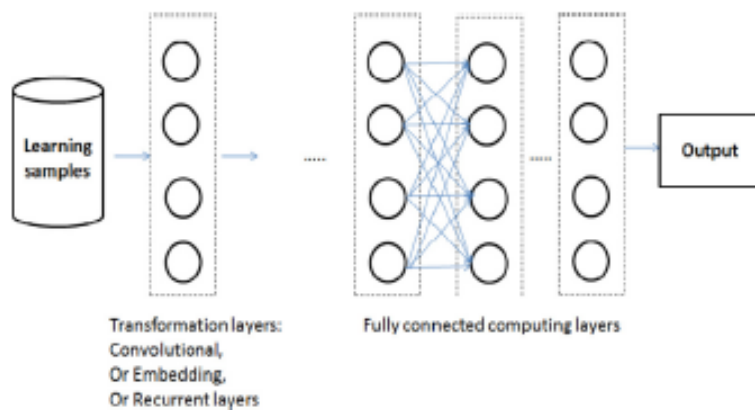 Learning
samples
.....
.....
Output
Transformation layers:
Convolutional,
Or Embedding,
Or Recurrent layers
Fully connected computing layers